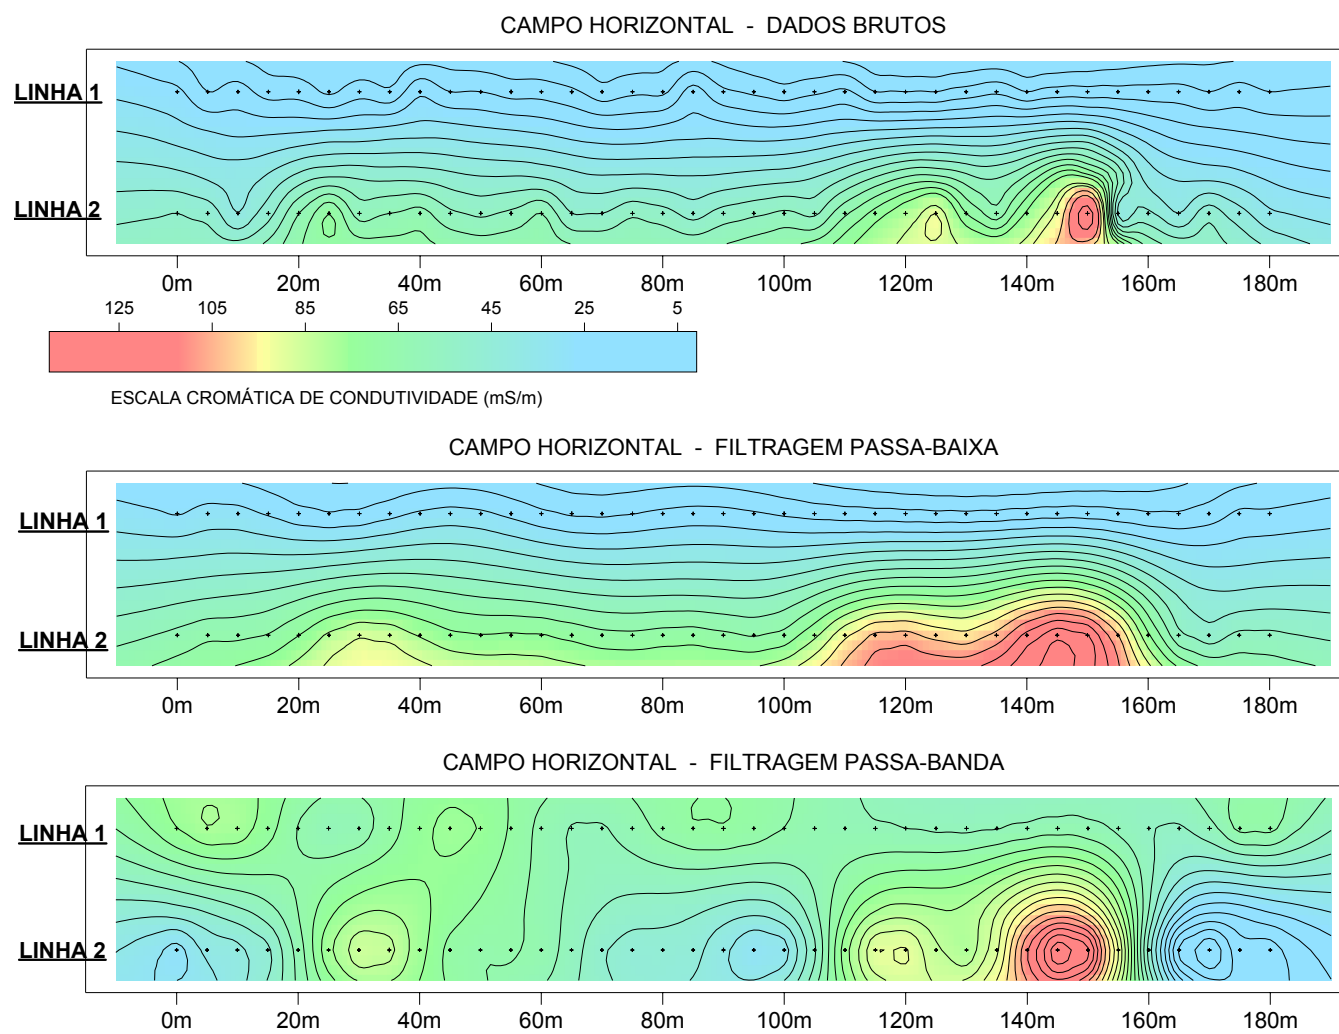 CAMPO HORIZONTAL - DADOS BRUTOS
LINHA 1
LINHA 2
0m 20m 40m 60m 80m 100m 120m 140m 160m 180m
125 105 85 65 45 25 5
ESCALA CROMÁTICA DE CONDUTIVIDADE (mS/m)
CAMPO HORIZONTAL - FILTRAGEM PASSA-BAIXA
LINHA 1
LINHA 2
0m 20m 40m 60m 80m 100m 120m 140m 160m 180m
CAMPO HORIZONTAL - FILTRAGEM PASSA-BANDA
LINHA 1
LINHA 2
0m 20m 40m 60m 80m 100m 120m 140m 160m 180m